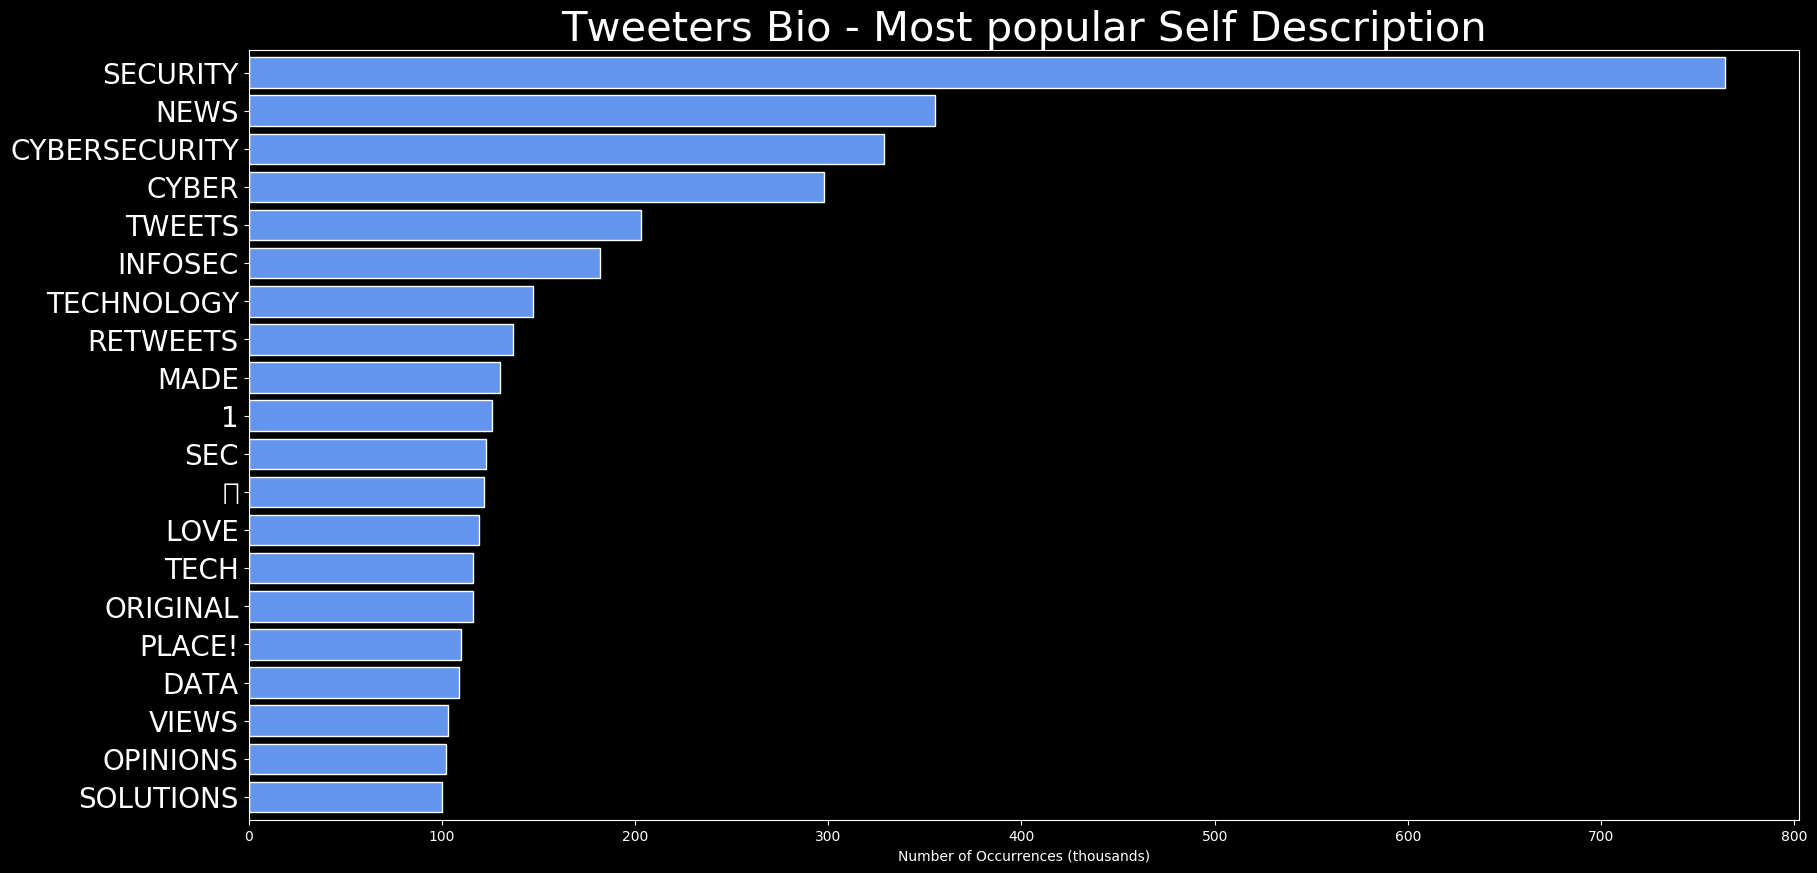 Tweeters Bio - Most popular Self Description
SECURITY
NEWS
CYBERSECURITY
CYBER
TWEETS
INFOSEC
TECHNOLOGY
RETWEETS
MADE
1
SEC
LOVE
TECH
ORIGINAL
PLACE!
DATA
VIEWS
OPINIONS
SOLUTIONS
0 100 200 300 400 500 600 700 800
Number of Occurrences (thousands)